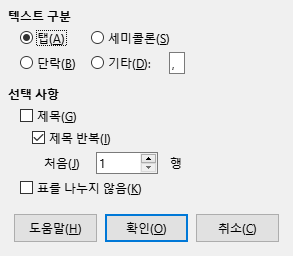 텍스트 구분
탭(A) 세미콜론(S)
단락(B) 기타(D): ,
선택 사항
제목(G)
제목 반복(I)
처음(J) 1 행
표를 나누지 않음(K)
도움말(H) 확인(O) 취소(C)